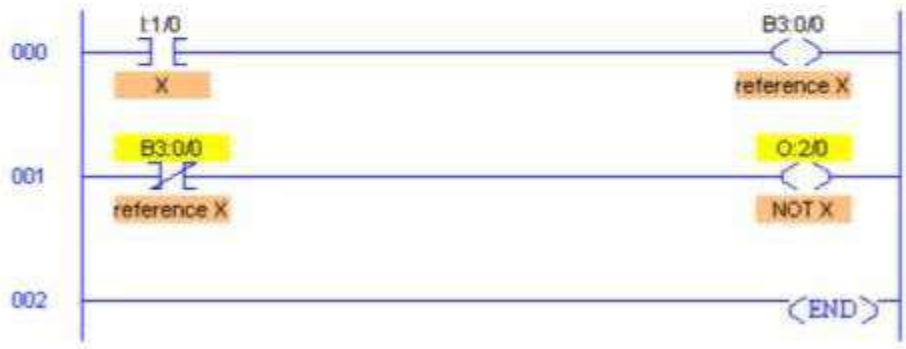 I:1/0 B3:0/0
000
X reference X
B3:0/0 O:2/0
001
reference X NOT X
002 END